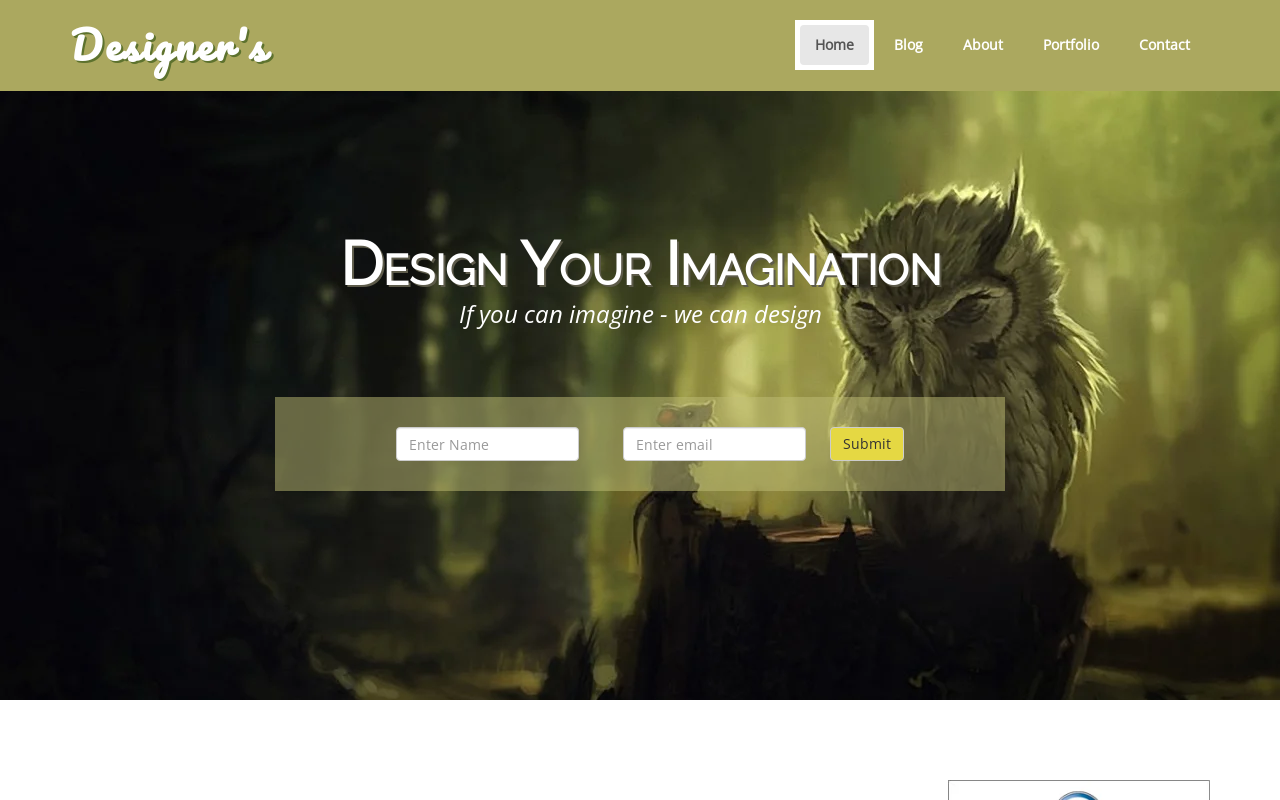 Designer's
Home Blog About Portfolio Contact
Design Your Imagination
If you can imagine - we can design
Enter Name Enter email Submit